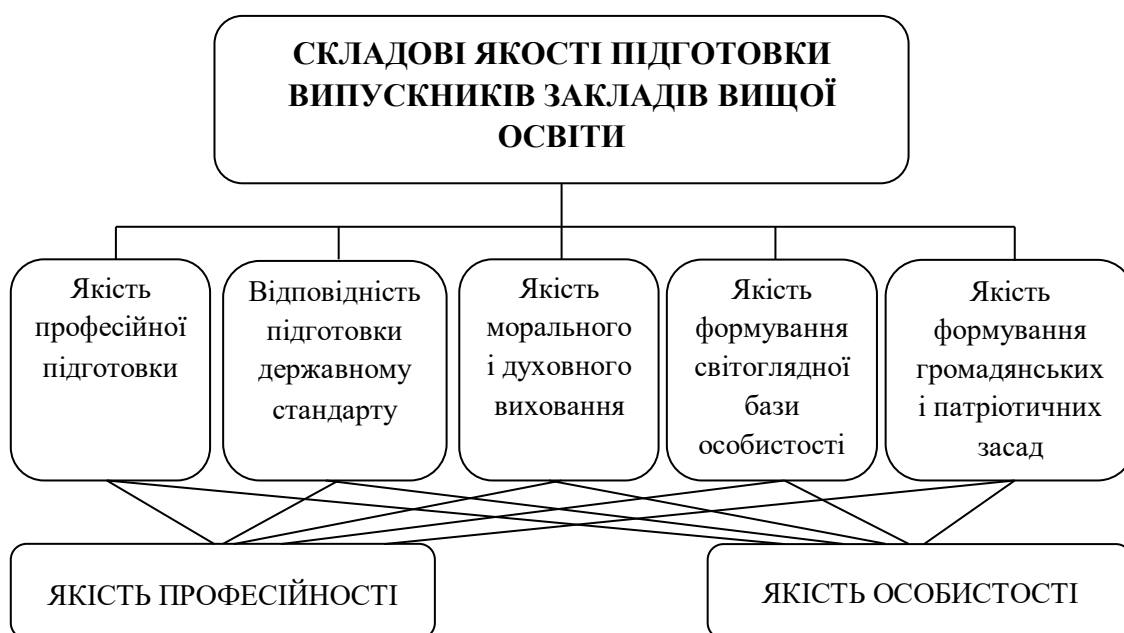 СКЛАДОВІ ЯКОСТІ ПІДГОТОВКИ
ВИПУСКНИКІВ ЗАКЛАДІВ ВИЩОЇ
ОСВІТИ
Якість
професійної
підготовки
Відповідність
підготовки
державному
стандарту
Якість
морального
і духовного
виховання
Якість
формування
світоглядної
бази
особистості
Якість
формування
громадянських
і патріотичних
засад
ЯКІСТЬ ПРОФЕСІЙНОСТІ
ЯКІСТЬ ОСОБИСТОСТІ